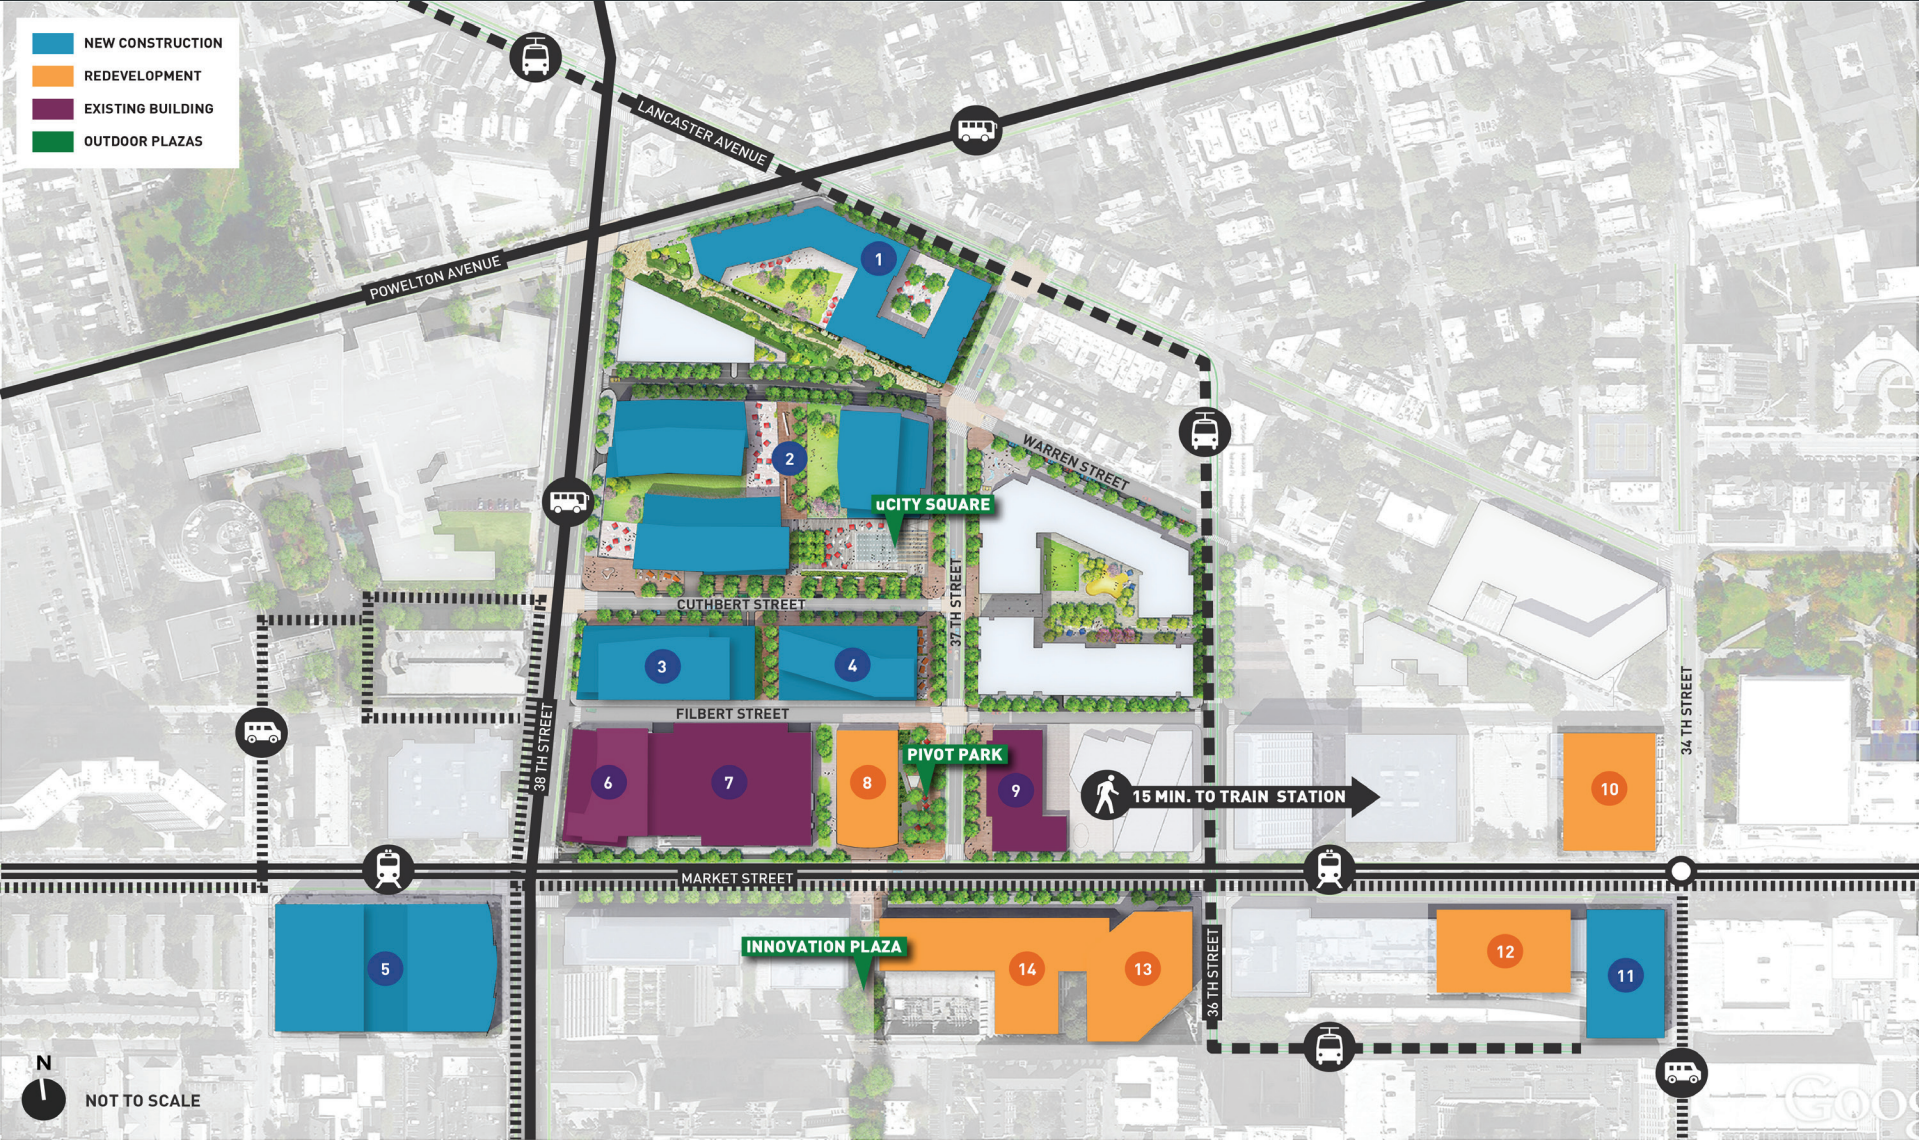 NEW CONSTRUCTION
REDEVELOPMENT
EXISTING BUILDING
OUTDOOR PLAZAS
LANCASTER AVENUE
POWELTON AVENUE
1
2
WARREN STREET
uCITY SQUARE
37 TH STREET
CUTHBERT STREET
3
4
FILBERT STREET
38 TH STREET
34 TH STREET
PIVOT PARK
6
7
8
9
15 MIN. TO TRAIN STATION
10
MARKET STREET
INNOVATION PLAZA
5
14
13
36 TH STREET
12
11
N
NOT TO SCALE
Goo